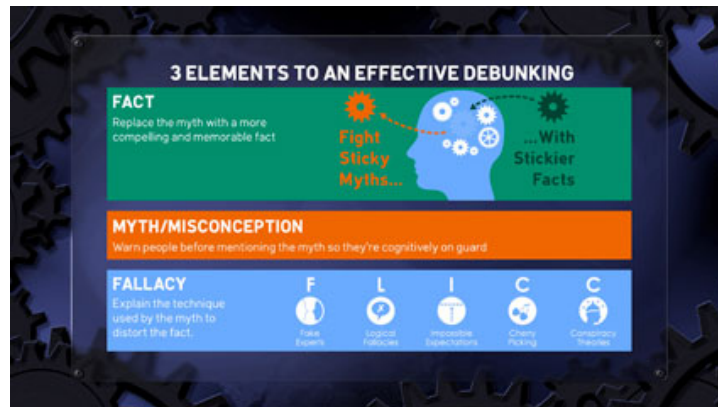 3 ELEMENTS TO AN EFFECTIVE DEBUNKING
FACT
Replace the myth with a more
compelling and memorable fact
Fight
Sticky
Myths...
...With
Stickier
Facts
MYTH/MISCONCEPTION
Warn people before mentioning the myth so they're cognitively on guard
FALLACY
Explain the technique
used by the myth to
distort the fact.
F L I C C
Fake
Experts
Logical
Fallacies
Impossible
Expectations
Cherry
Picking
Conspiracy
Theories